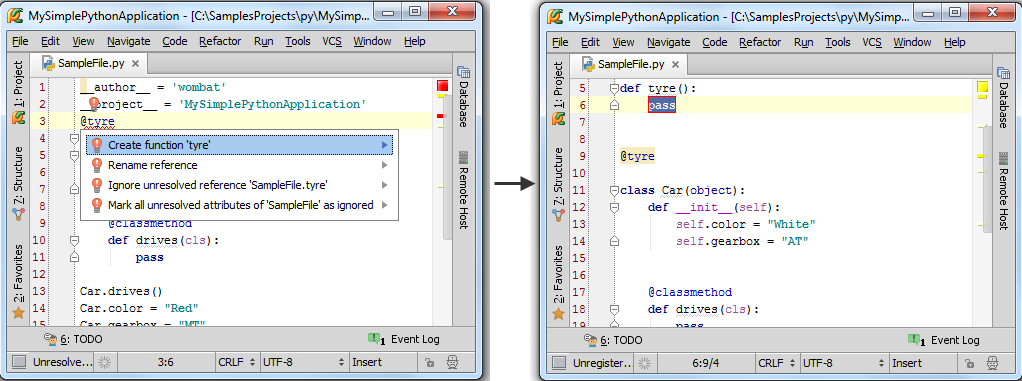 MySimplePythonApplication - [C:\SamplesProjects\py\MySimp
File Edit View Navigate Code Refactor Run Tools VCS Window Help
SampleFile.py
1: Project
7: Structure
2: Favorites
1 __author__ = 'wombat'
2 __project__ = 'MySimplePythonApplication'
3 @tyre
4
5
6
7
8
9 @classmethod
10 def drives(cls):
11 pass
12
13 Car.drives()
14 Car.color = "Red"
15 Car.gearbox = "MT"
Create function 'tyre'
Rename reference
Ignore unresolved reference 'SampleFile.tyre'
Mark all unresolved attributes of 'SampleFile' as ignored
Database
Remote Host
6: TODO
1 Event Log
Unresolve... 3:6 CRLF UTF-8 Insert
MySimplePythonApplication - [C:\SamplesProjects\py\MySim...
File Edit View Navigate Code Refactor Run Tools VCS Window Help
SampleFile.py
1: Project
7: Structure
2: Favorites
5 def tyre():
6 pass
7
8
9 @tyre
10
11 class Car(object):
12 def __init__(self):
13 self.color = "White"
14 self.gearbox = "AT"
15
16
17 @classmethod
18 def drives(cls):
19 pass
Database
Remote Host
6: TODO
1 Event Log
Unregister... 6:9/4 CRLF UTF-8 Insert